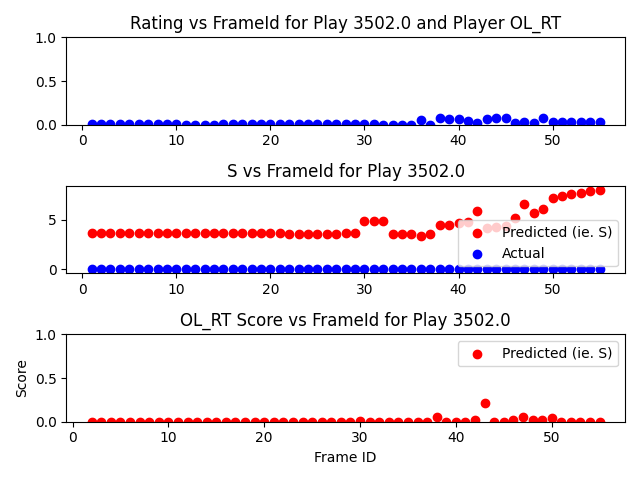 Rating vs FrameId for Play 3502.0 and Player OL_RT
1.0
0.5
0.0
0 10 20 30 40 50
S vs FrameId for Play 3502.0
5
0
Predicted (ie. S)
Actual
0 10 20 30 40 50
OL_RT Score vs FrameId for Play 3502.0
Score
1.0
0.5
0.0
Predicted (ie. S)
0 10 20 30 40 50
Frame ID